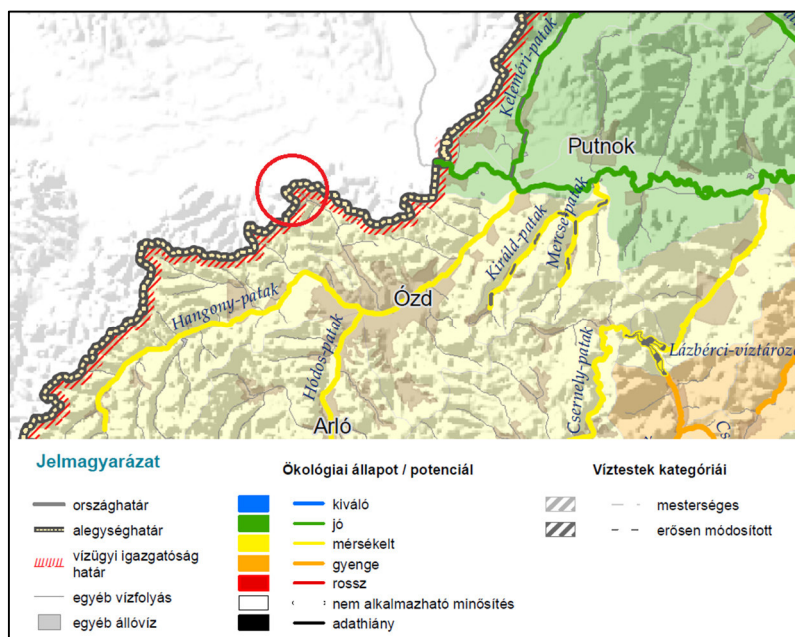 Keleméri-patak
Putnok
Királd-patak
Mercse-patak
Ózd
Hangony-patak
Hódos-patak
Csernely-patak
Lázbérci-víztározó
Arló
Jelmagyarázat
országhatár
alegységhatár
vízügyi igazgatóság
határ
egyéb vízfolyás
egyéb állóvíz
Ökológiai állapot / potenciál
kiváló
jó
mérsékelt
gyenge
rossz
nem alkalmazható minősítés
adathiány
Víztestek kategóriái
mesterséges
erősen módosított